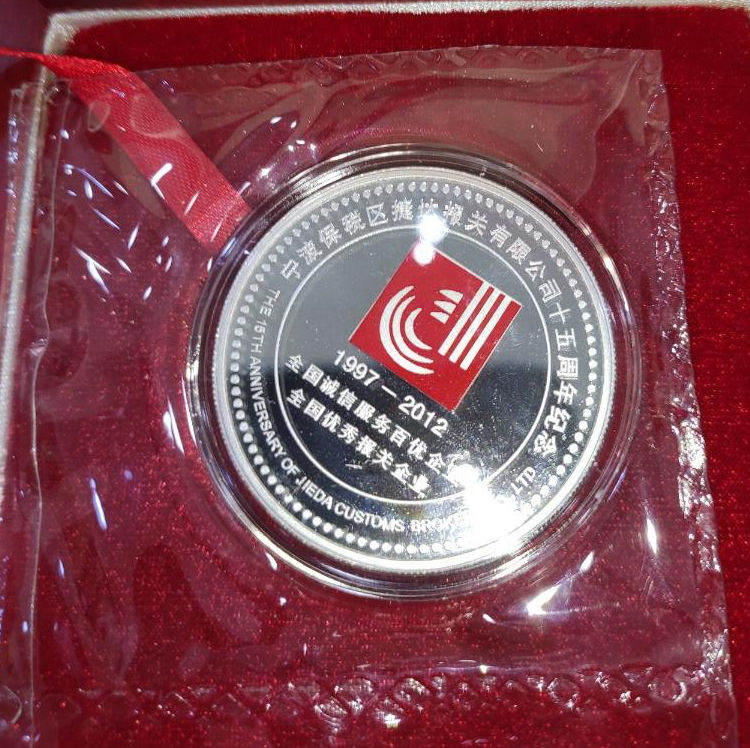 宁波保税区捷达报关有限公司十五周年纪念
1997—2012
全国诚信服务百优企业
全国优秀报关企业
THE 15TH ANNIVERSARY OF JIEDA CUSTOMS LTD